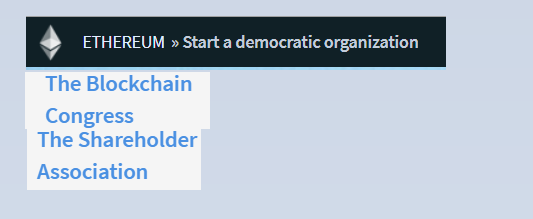 ETHEREUM » Start a democratic organization
The Blockchain
Congress
The Shareholder
Association